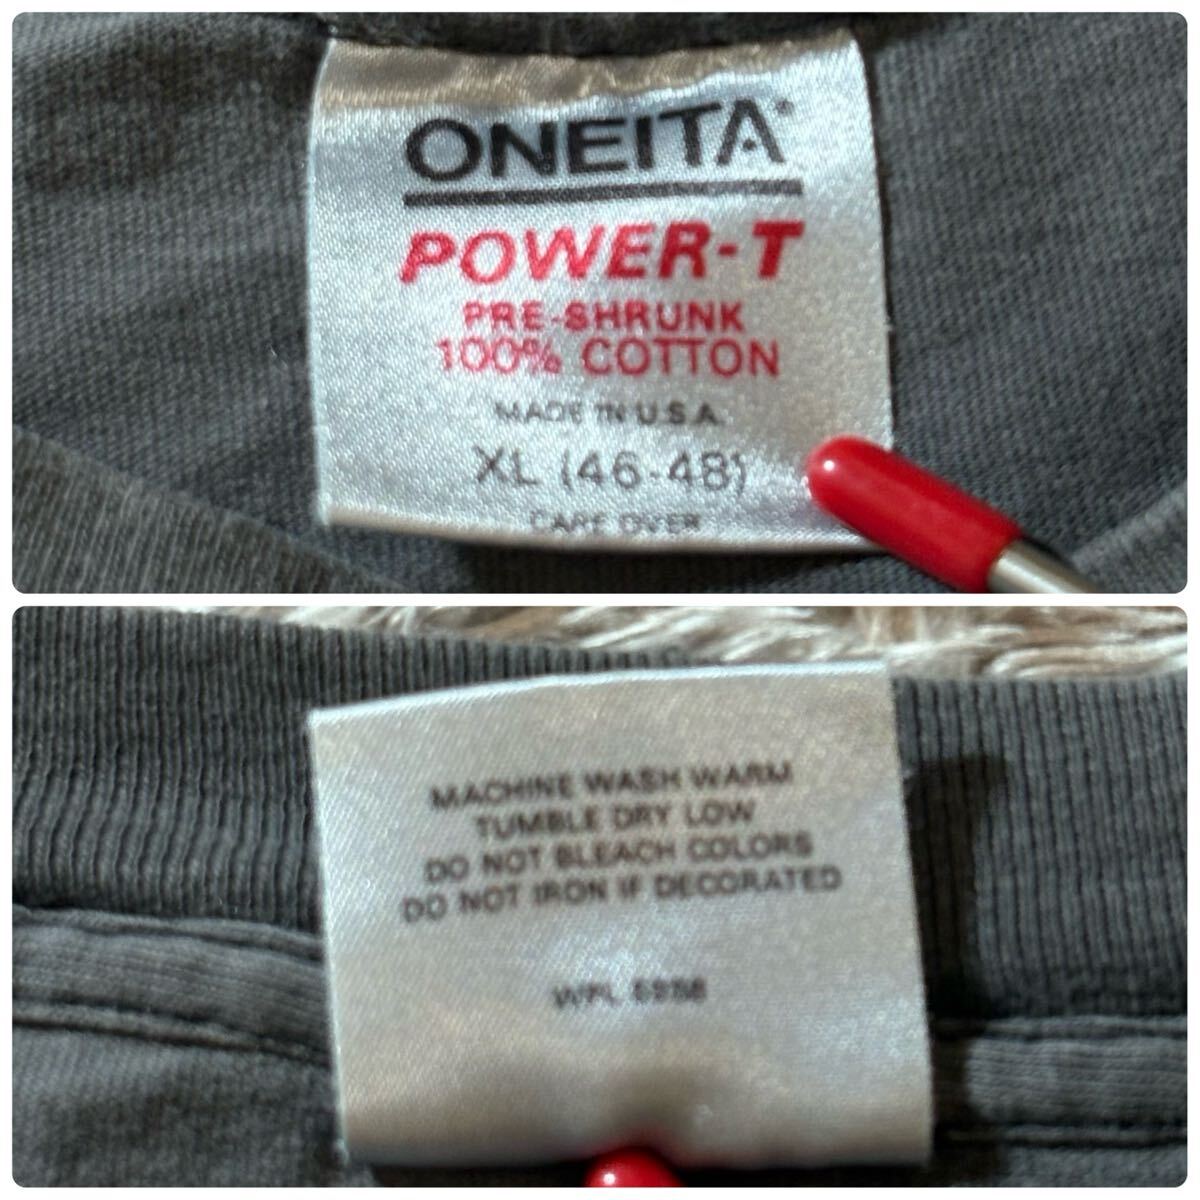 ONEITA®
POWER-T
PRE-SHRUNK
100% COTTON
MADE IN U.S.A.
XL (46-48)
CARE OVER
MACHINE WASH WARM
TUMBLE DRY LOW
DO NOT BLEACH COLORS
DO NOT IRON IF DECORATED
WPL